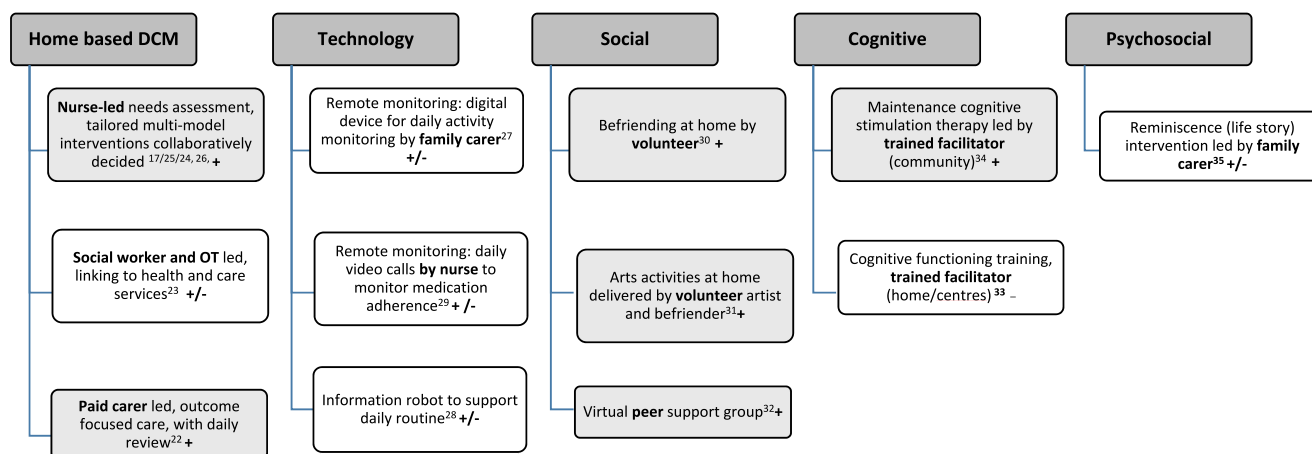 Home based DCM
Nurse-led needs assessment,
tailored multi-model
interventions collaboratively
decided 17/25/24, 26, +
Social worker and OT led,
linking to health and care
services23 +/-
Paid carer led, outcome
focused care, with daily
review22 +
Technology
Remote monitoring: digital
device for daily activity
monitoring by family carer27
+/-
Remote monitoring: daily
video calls by nurse to
monitor medication
adherence29 + /-
Information robot to support
daily routine28 +/-
Social
Befriending at home by
volunteer30 +
Arts activities at home
delivered by volunteer artist
and befriender31+
Virtual peer support group32+
Cognitive
Maintenance cognitive
stimulation therapy led by
trained facilitator
(community)34 +
Cognitive functioning training,
trained facilitator
(home/centres) 33 –
Psychosocial
Reminiscence (life story)
intervention led by family
carer35 +/-